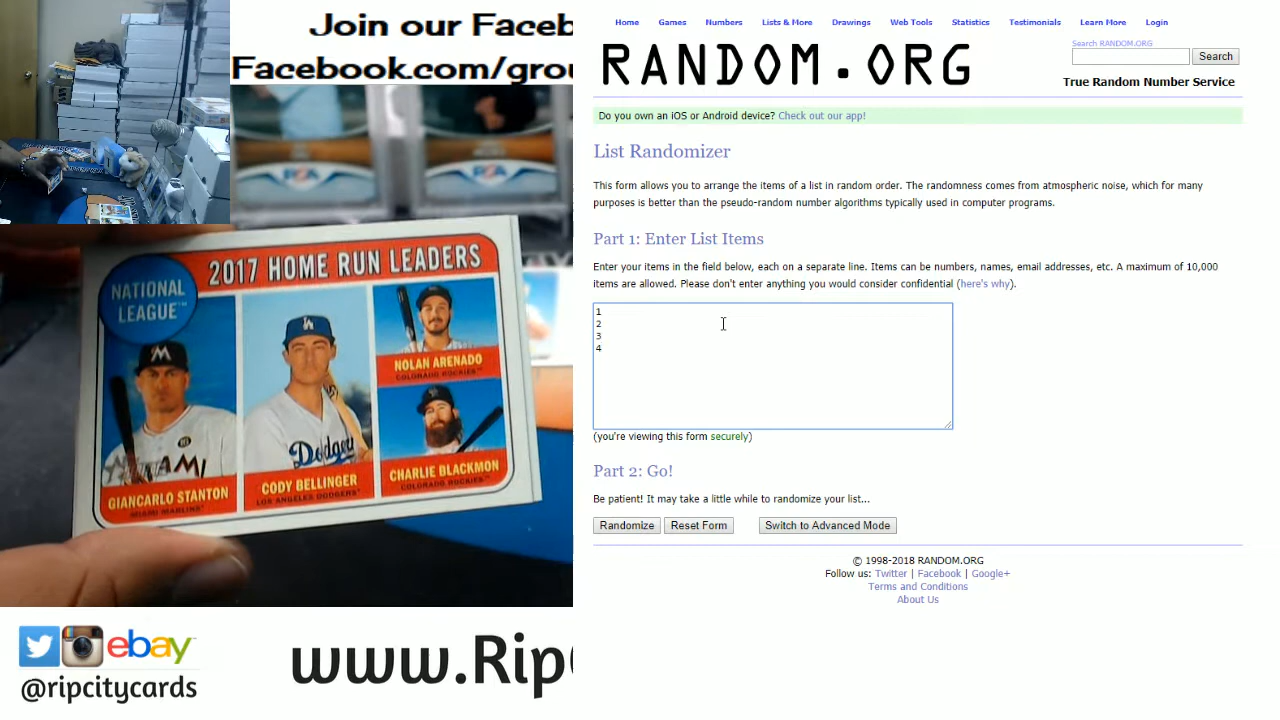 Join our Faceb
Facebook.com/grou
PSA
PSA
2017 HOME RUN LEADERS
NATIONAL
LEAGUE™
NOLAN ARENADO
COLORADO ROCKIES™
MIAMI
Dodgers
GIANCARLO STANTON
MIAMI MARLINS™
CODY BELLINGER
LOS ANGELES DODGERS™
CHARLIE BLACKMON
COLORADO ROCKIES™
ebay™
@ripcitycards
www.Rip
Home Games Numbers Lists & More Drawings Web Tools Statistics Testimonials Learn More Login
RANDOM.ORG
Search RANDOM.ORG
Search
True Random Number Service
Do you own an iOS or Android device? Check out our app!
List Randomizer
This form allows you to arrange the items of a list in random order. The randomness comes from atmospheric noise, which for many
purposes is better than the pseudo-random number algorithms typically used in computer programs.
Part 1: Enter List Items
Enter your items in the field below, each on a separate line. Items can be numbers, names, email addresses, etc. A maximum of 10,000
items are allowed. Please don't enter anything you would consider confidential (here's why).
1
2
3
4
(you're viewing this form securely)
Part 2: Go!
Be patient! It may take a little while to randomize your list...
Randomize Reset Form Switch to Advanced Mode
© 1998-2018 RANDOM.ORG
Follow us: Twitter | Facebook | Google+
Terms and Conditions
About Us